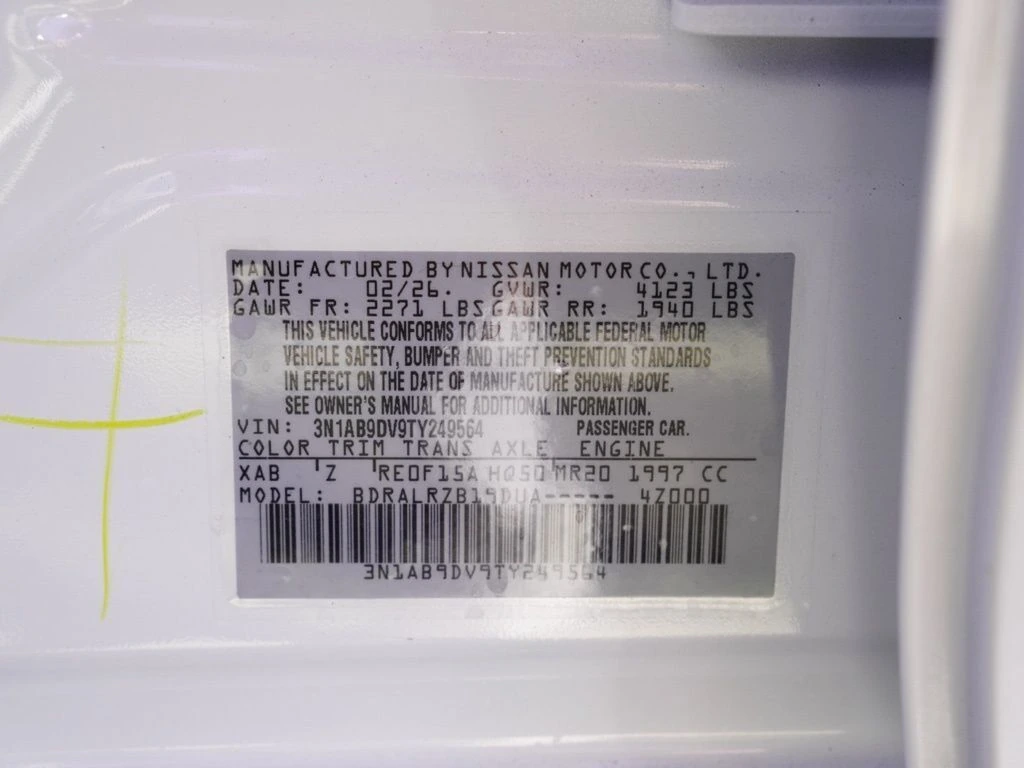 MANUFACTURED BY NISSAN MOTOR CO., LTD.
DATE: 02/26. GVWR: 4123 LBS
GAWR FR: 2271 LBS GAWR RR: 1940 LBS
THIS VEHICLE CONFORMS TO ALL APPLICABLE FEDERAL MOTOR
VEHICLE SAFETY, BUMPER AND THEFT PREVENTION STANDARDS
IN EFFECT ON THE DATE OF MANUFACTURE SHOWN ABOVE.
SEE OWNER'S MANUAL FOR ADDITIONAL INFORMATION.
VIN: 3N1AB9DV9TY249564 PASSENGER CAR.
COLOR TRIM TRANS AXLE ENGINE
XAB Z RE0F15A HQ50 MR20 1997 CC
MODEL: BDRALRZB19DUA----- 4Z000
3N1AB9DV9TY249564